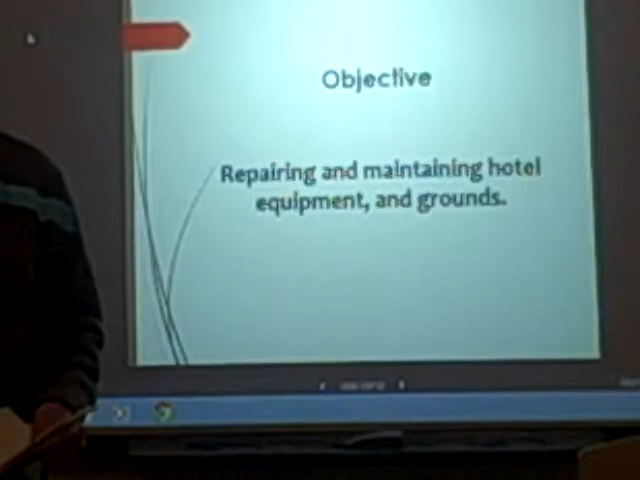 Objective
Repairing and maintaining hotel
equipment, and grounds.